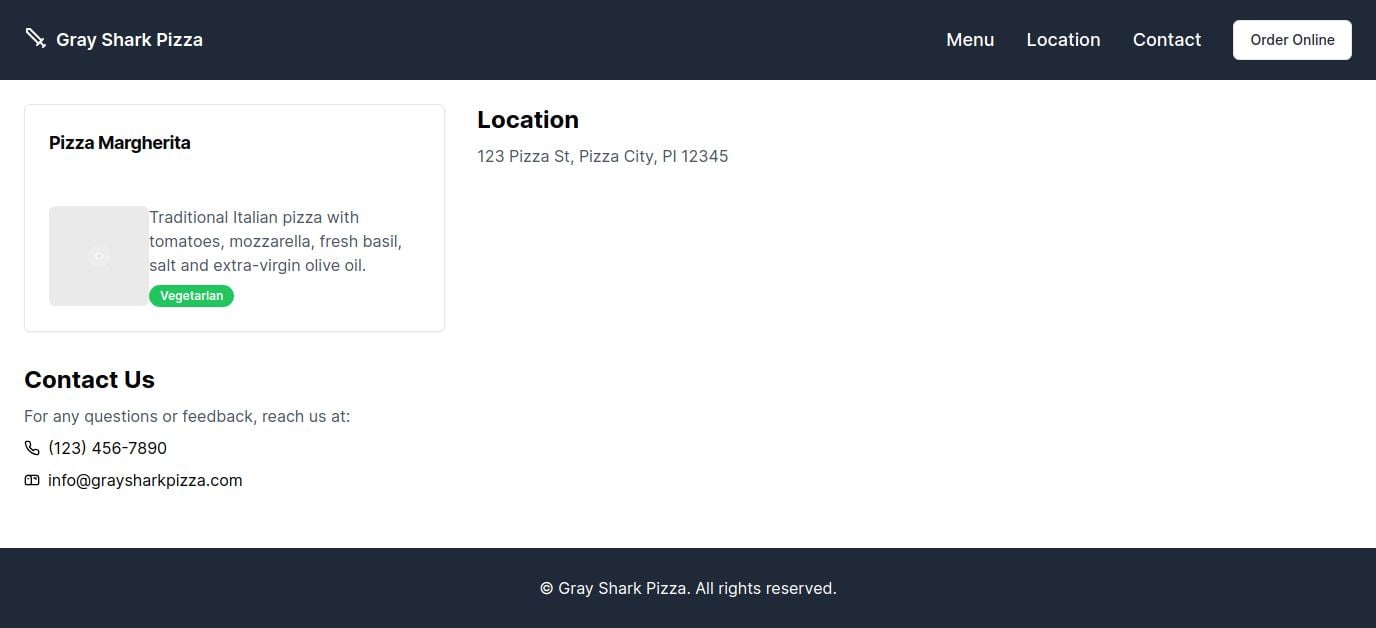 Gray Shark Pizza
Menu
Location
Contact
Order Online
Pizza Margherita
Traditional Italian pizza with
tomatoes, mozzarella, fresh basil,
salt and extra-virgin olive oil.
Vegetarian
Location
123 Pizza St, Pizza City, PI 12345
Contact Us
For any questions or feedback, reach us at:
(123) 456-7890
info@graysharkpizza.com
© Gray Shark Pizza. All rights reserved.